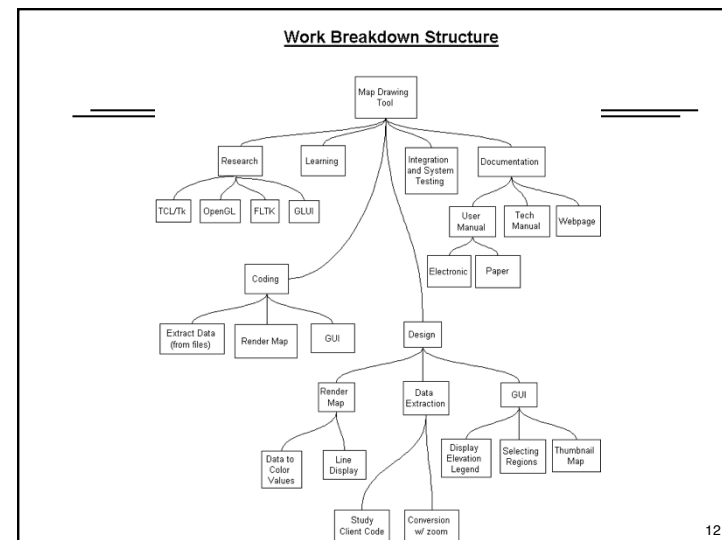 Work Breakdown Structure
Map Drawing
Tool
Research
Learning
Integration
and System
Testing
Documentation
TCL/Tk
OpenGL
FLTK
GLUI
User
Manual
Tech
Manual
Webpage
Electronic
Paper
Coding
Extract Data
(from files)
Render Map
GUI
Design
Render
Map
Data
Extraction
GUI
Data to
Color
Values
Line
Display
Display
Elevation
Legend
Selecting
Regions
Thumbnail
Map
Study
Client Code
Conversion
w/ zoom
12